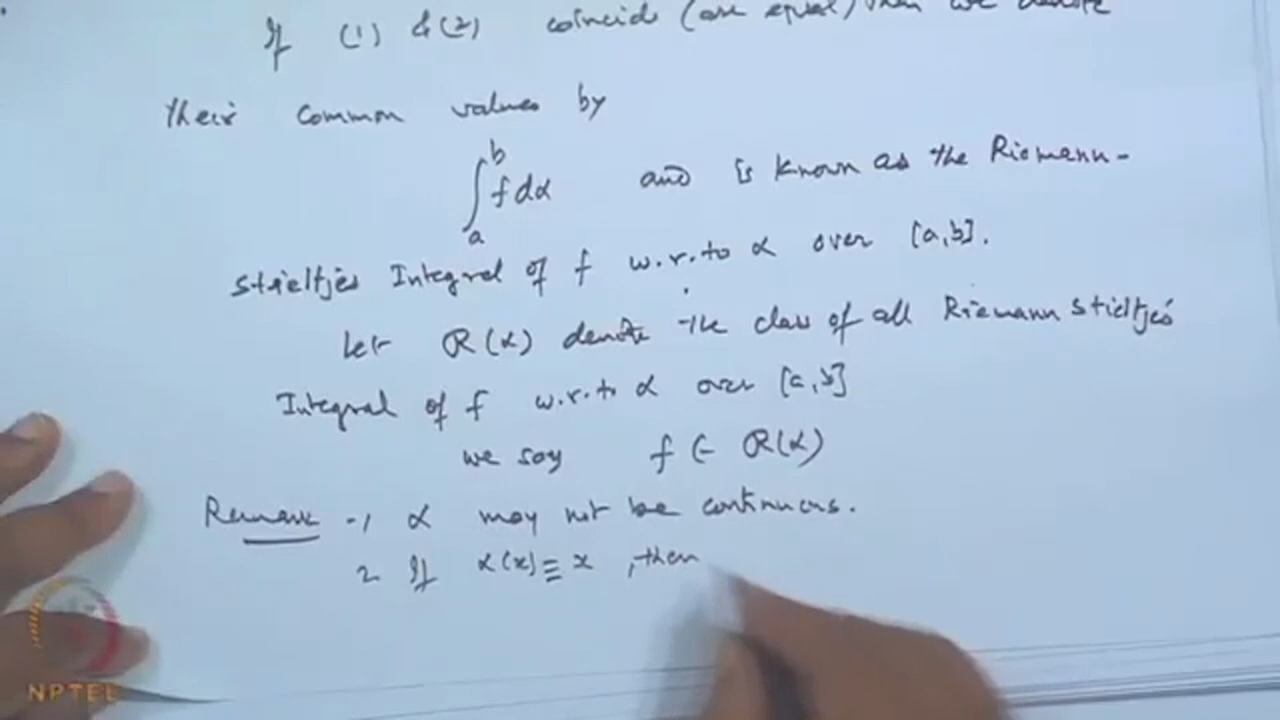 If (1) & (2) coincide (are equal) then we denote
their common values by
∫_a^b f dα and is known as the Riemann-
Stieltjes Integral of f w.r.to α over [a,b].
Let R(α) denote the class of all Riemann Stieltjes
Integral of f w.r.to α over [a,b]
we say f ∈ R(α)
Remark -1 α may not be continuous.
2 If α(x) ≡ x , then
NPTEL